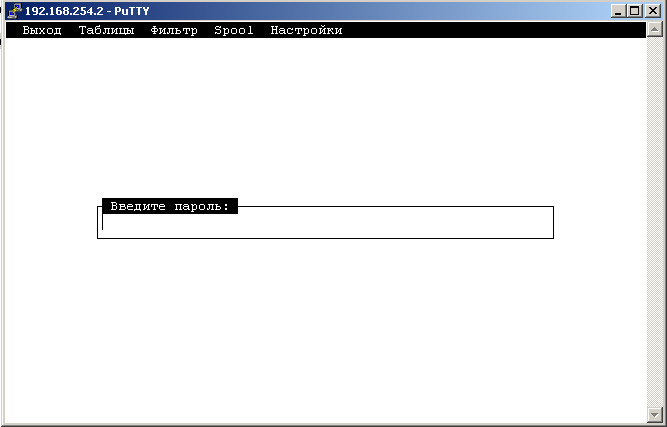 192.168.254.2 - PuTTY
Выход Таблицы Фильтр Spool Настройки
Введите пароль: